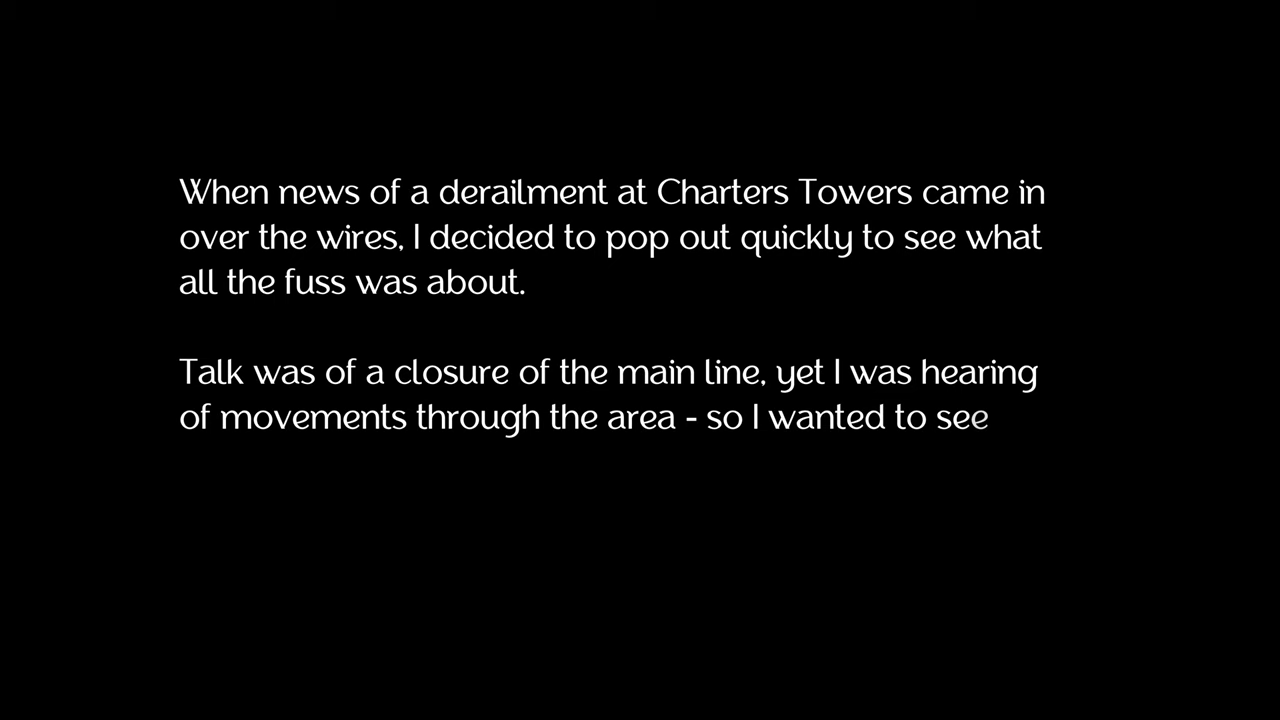 When news of a derailment at Charters Towers came in
over the wires, I decided to pop out quickly to see what
all the fuss was about.
Talk was of a closure of the main line, yet I was hearing
of movements through the area - so I wanted to see